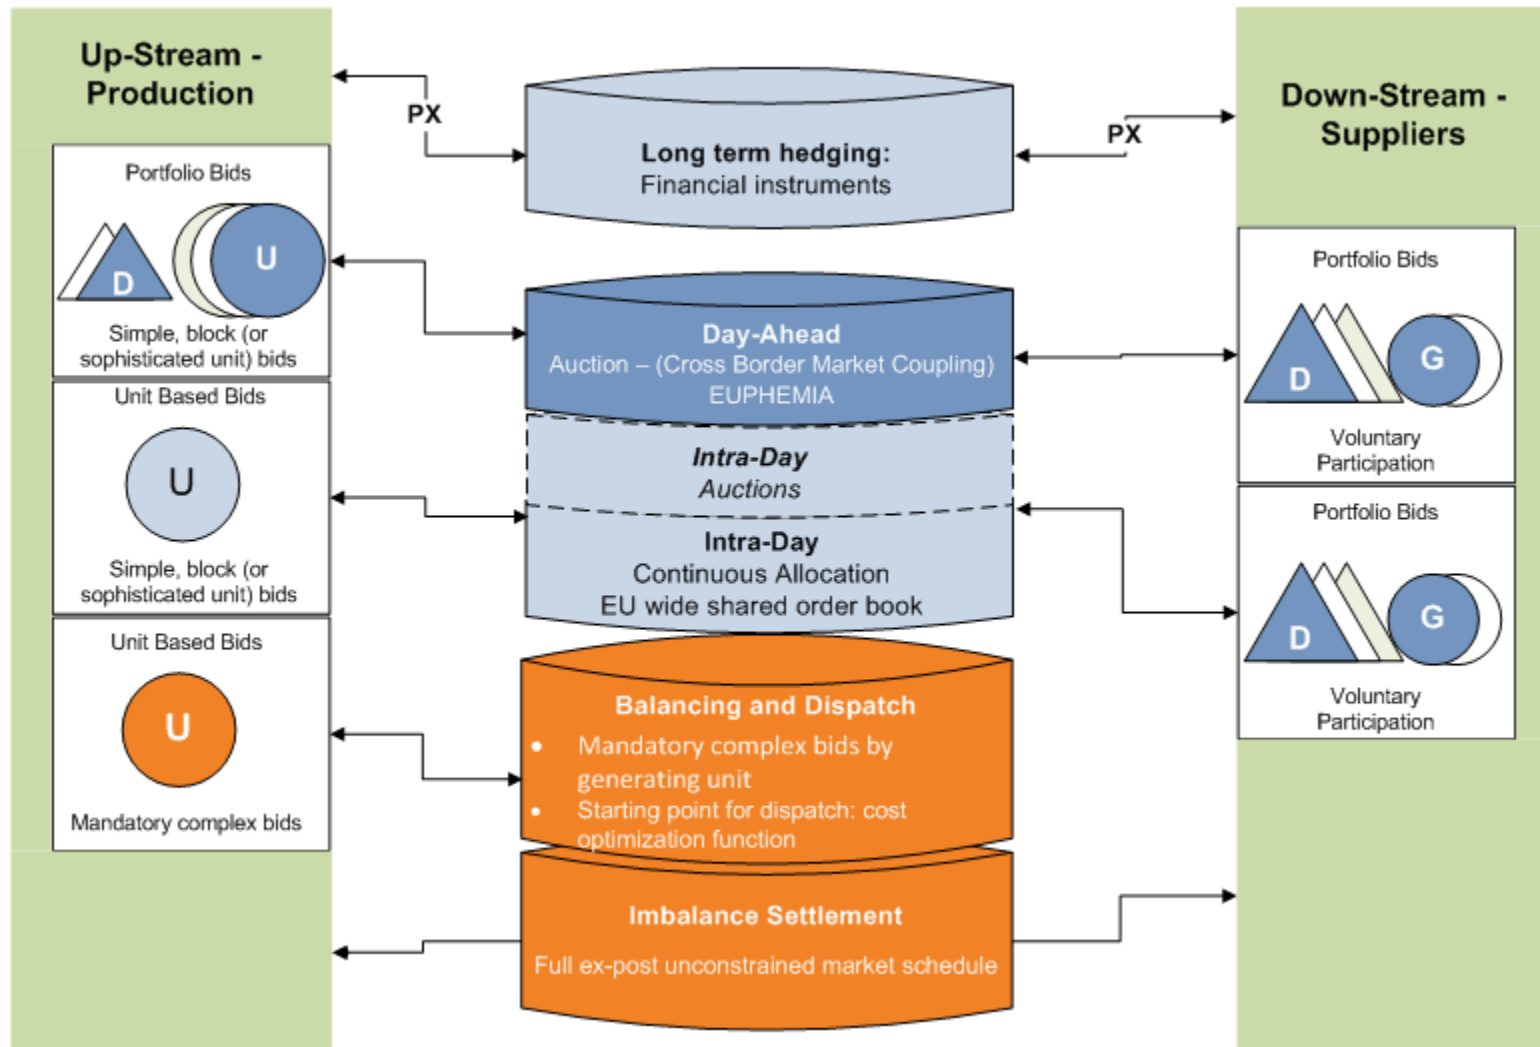 Up-Stream -
Production
Portfolio Bids
D
U
Simple, block (or
sophisticated unit) bids
Unit Based Bids
U
Simple, block (or
sophisticated unit) bids
Unit Based Bids
U
Mandatory complex bids
PX
Long term hedging:
Financial instruments
PX
Day-Ahead
Auction – (Cross Border Market Coupling)
EUPHEMIA
Intra-Day
Auctions
Intra-Day
Continuous Allocation
EU wide shared order book
Balancing and Dispatch
• Mandatory complex bids by
generating unit
• Starting point for dispatch: cost
optimization function
Imbalance Settlement
Full ex-post unconstrained market schedule
Down-Stream -
Suppliers
Portfolio Bids
D
G
Voluntary
Participation
Portfolio Bids
D
G
Voluntary
Participation